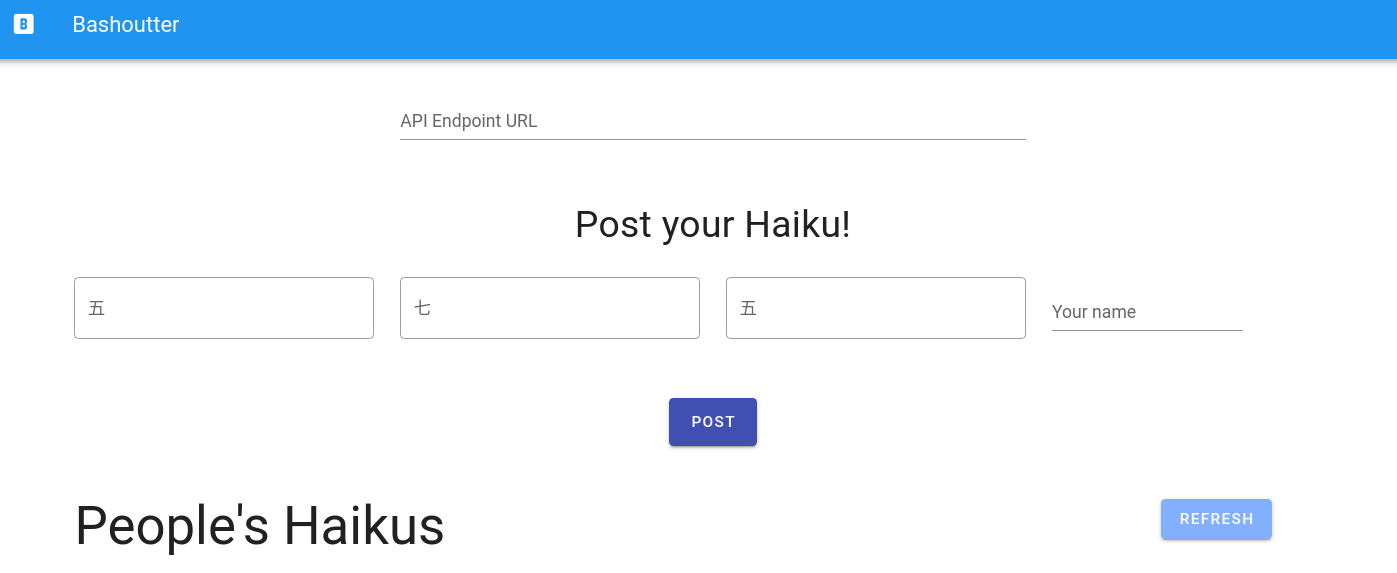 B Bashoutter
API Endpoint URL
Post your Haiku!
五 七 五 Your name
POST
People's Haikus REFRESH